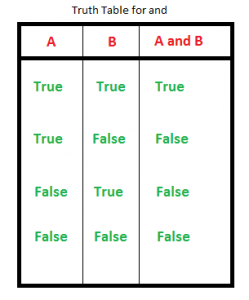 Truth Table for and
A B A and B
True True True
True False False
False True False
False False False